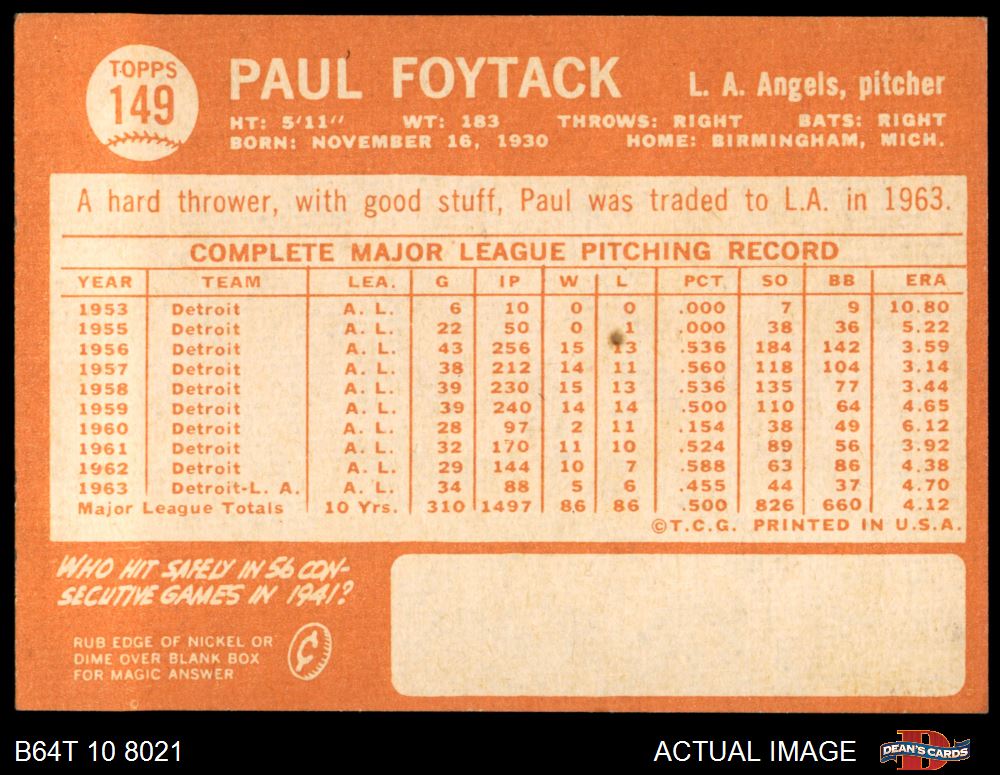 TOPPS
149
PAUL FOYTACK L. A. Angels, pitcher
HT: 5'11" WT: 183 THROWS: RIGHT BATS: RIGHT
BORN: NOVEMBER 16, 1930 HOME: BIRMINGHAM, MICH.
A hard thrower, with good stuff, Paul was traded to L.A. in 1963.
COMPLETE MAJOR LEAGUE PITCHING RECORD
YEAR TEAM LEA. G IP W L PCT. SO BB ERA
1953 Detroit A. L. 6 10 0 0 .000 7 9 10.80
1955 Detroit A. L. 22 50 0 1 .000 38 36 5.22
1956 Detroit A. L. 43 256 15 13 .536 184 142 3.59
1957 Detroit A. L. 38 212 14 11 .560 118 104 3.14
1958 Detroit A. L. 39 230 15 13 .536 135 77 3.44
1959 Detroit A. L. 39 240 14 14 .500 110 64 4.65
1960 Detroit A. L. 28 97 2 11 .154 38 49 6.12
1961 Detroit A. L. 32 170 11 10 .524 89 56 3.92
1962 Detroit A. L. 29 144 10 7 .588 63 86 4.38
1963 Detroit-L. A. A. L. 34 88 5 6 .455 44 37 4.70
Major League Totals 10 Yrs. 310 1497 86 86 .500 826 660 4.12
©T.C.G. PRINTED IN U.S.A.
WHO HIT SAFELY IN 56 CON-
SECUTIVE GAMES IN 1941?
RUB EDGE OF NICKEL OR
DIME OVER BLANK BOX
FOR MAGIC ANSWER
¢
B64T 10 8021 ACTUAL IMAGE DEAN'S CARDS